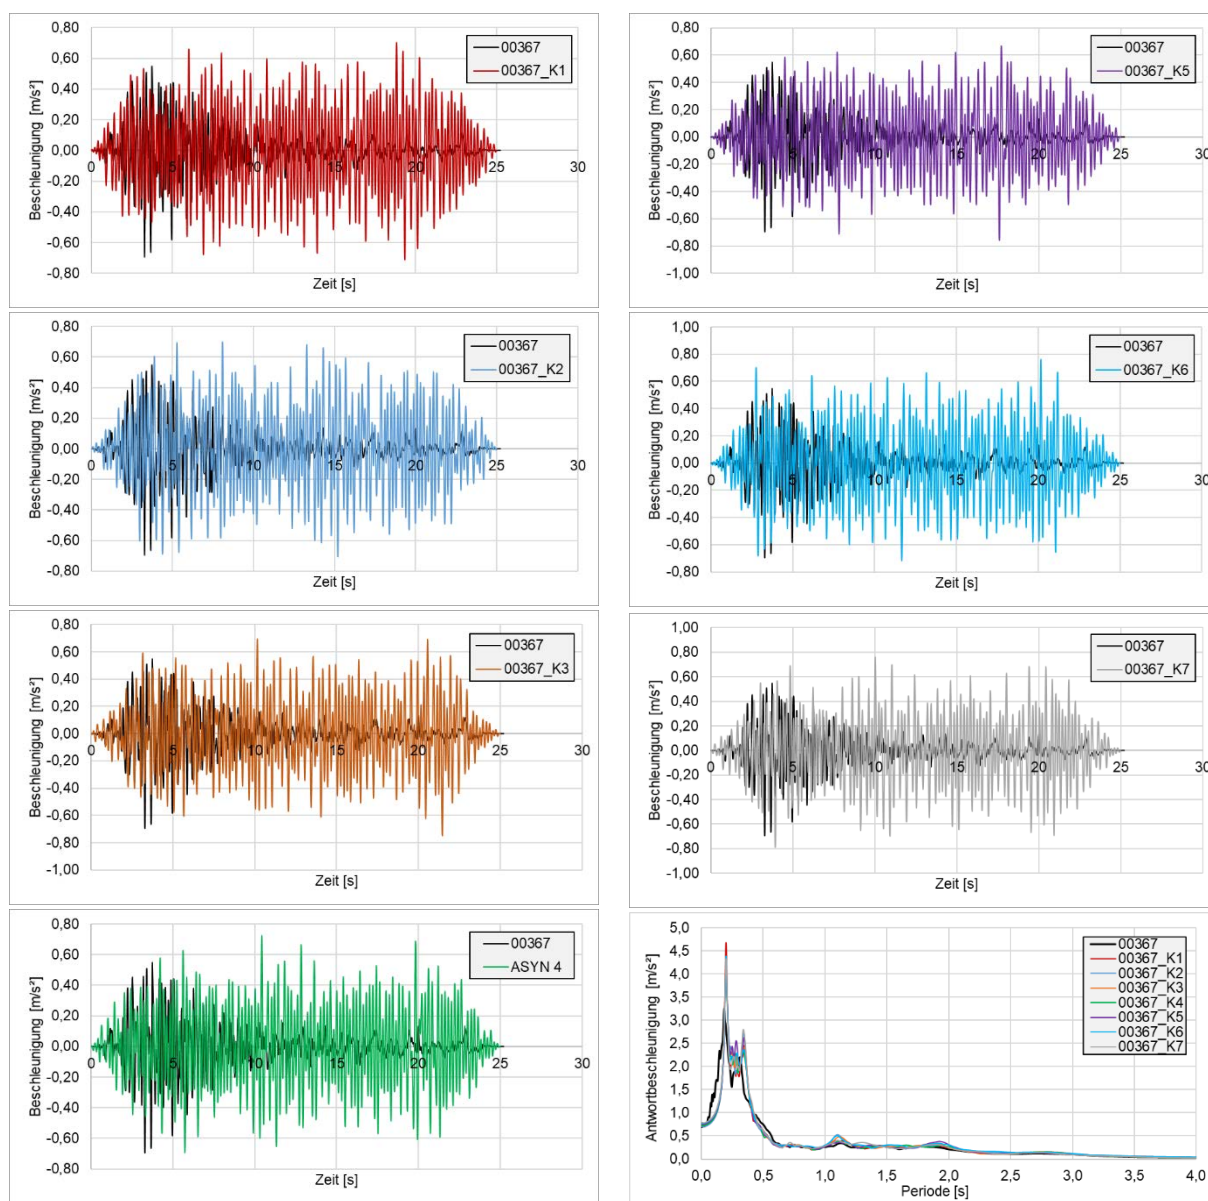 0,80
0,60
0,40
0,20
0,00
-0,20
-0,40
-0,60
-0,80
Beschleunigung [m/s²]
0 5 10 15 20 25 30
Zeit [s]
00367
00367_K1
0,80
0,60
0,40
0,20
0,00
-0,20
-0,40
-0,60
-0,80
-1,00
Beschleunigung [m/s²]
0 5 10 15 20 25 30
Zeit [s]
00367
00367_K5
0,80
0,60
0,40
0,20
0,00
-0,20
-0,40
-0,60
-0,80
Beschleunigung [m/s²]
0 5 10 15 20 25 30
Zeit [s]
00367
00367_K2
1,00
0,80
0,60
0,40
0,20
0,00
-0,20
-0,40
-0,60
-0,80
Beschleunigung [m/s²]
0 5 10 15 20 25 30
Zeit [s]
00367
00367_K6
0,80
0,60
0,40
0,20
0,00
-0,20
-0,40
-0,60
-0,80
-1,00
Beschleunigung [m/s²]
0 5 10 15 20 25 30
Zeit [s]
00367
00367_K3
1,00
0,80
0,60
0,40
0,20
0,00
-0,20
-0,40
-0,60
-0,80
-1,00
Beschleunigung [m/s²]
0 5 10 15 20 25 30
Zeit [s]
00367
00367_K7
0,80
0,60
0,40
0,20
0,00
-0,20
-0,40
-0,60
-0,80
Beschleunigung [m/s²]
0 5 10 15 20 25 30
Zeit [s]
00367
ASYN 4
5,0
4,5
4,0
3,5
3,0
2,5
2,0
1,5
1,0
0,5
0,0
Antwortbeschleunigung [m/s²]
0,0 0,5 1,0 1,5 2,0 2,5 3,0 3,5 4,0
Periode [s]
00367
00367_K1
00367_K2
00367_K3
00367_K4
00367_K5
00367_K6
00367_K7